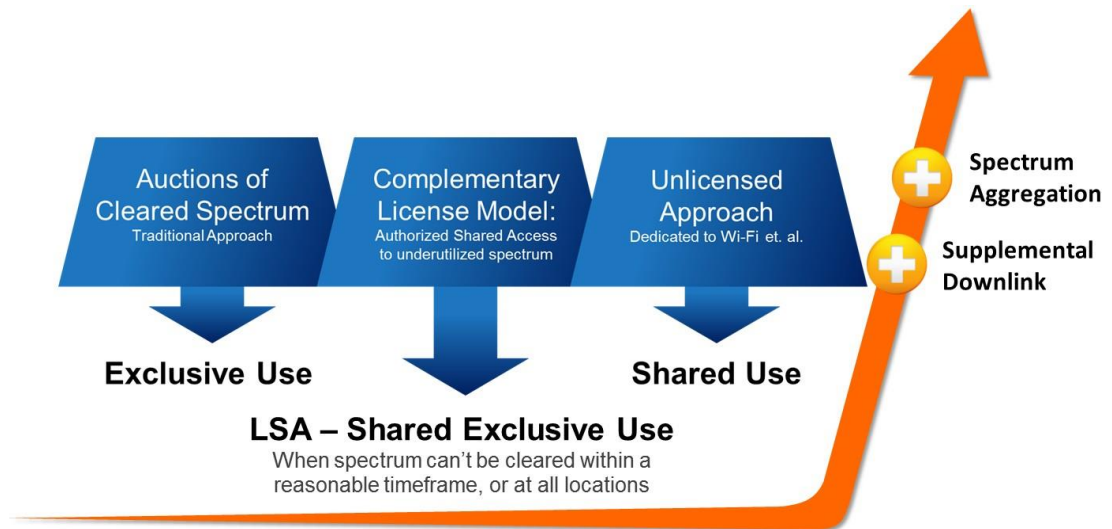 Auctions of
Cleared Spectrum
Traditional Approach
Complementary
License Model:
Authorized Shared Access
to underutilized spectrum
Unlicensed
Approach
Dedicated to Wi-Fi et. al.
Spectrum
Aggregation
Supplemental
Downlink
Exclusive Use
Shared Use
LSA – Shared Exclusive Use
When spectrum can't be cleared within a
reasonable timeframe, or at all locations